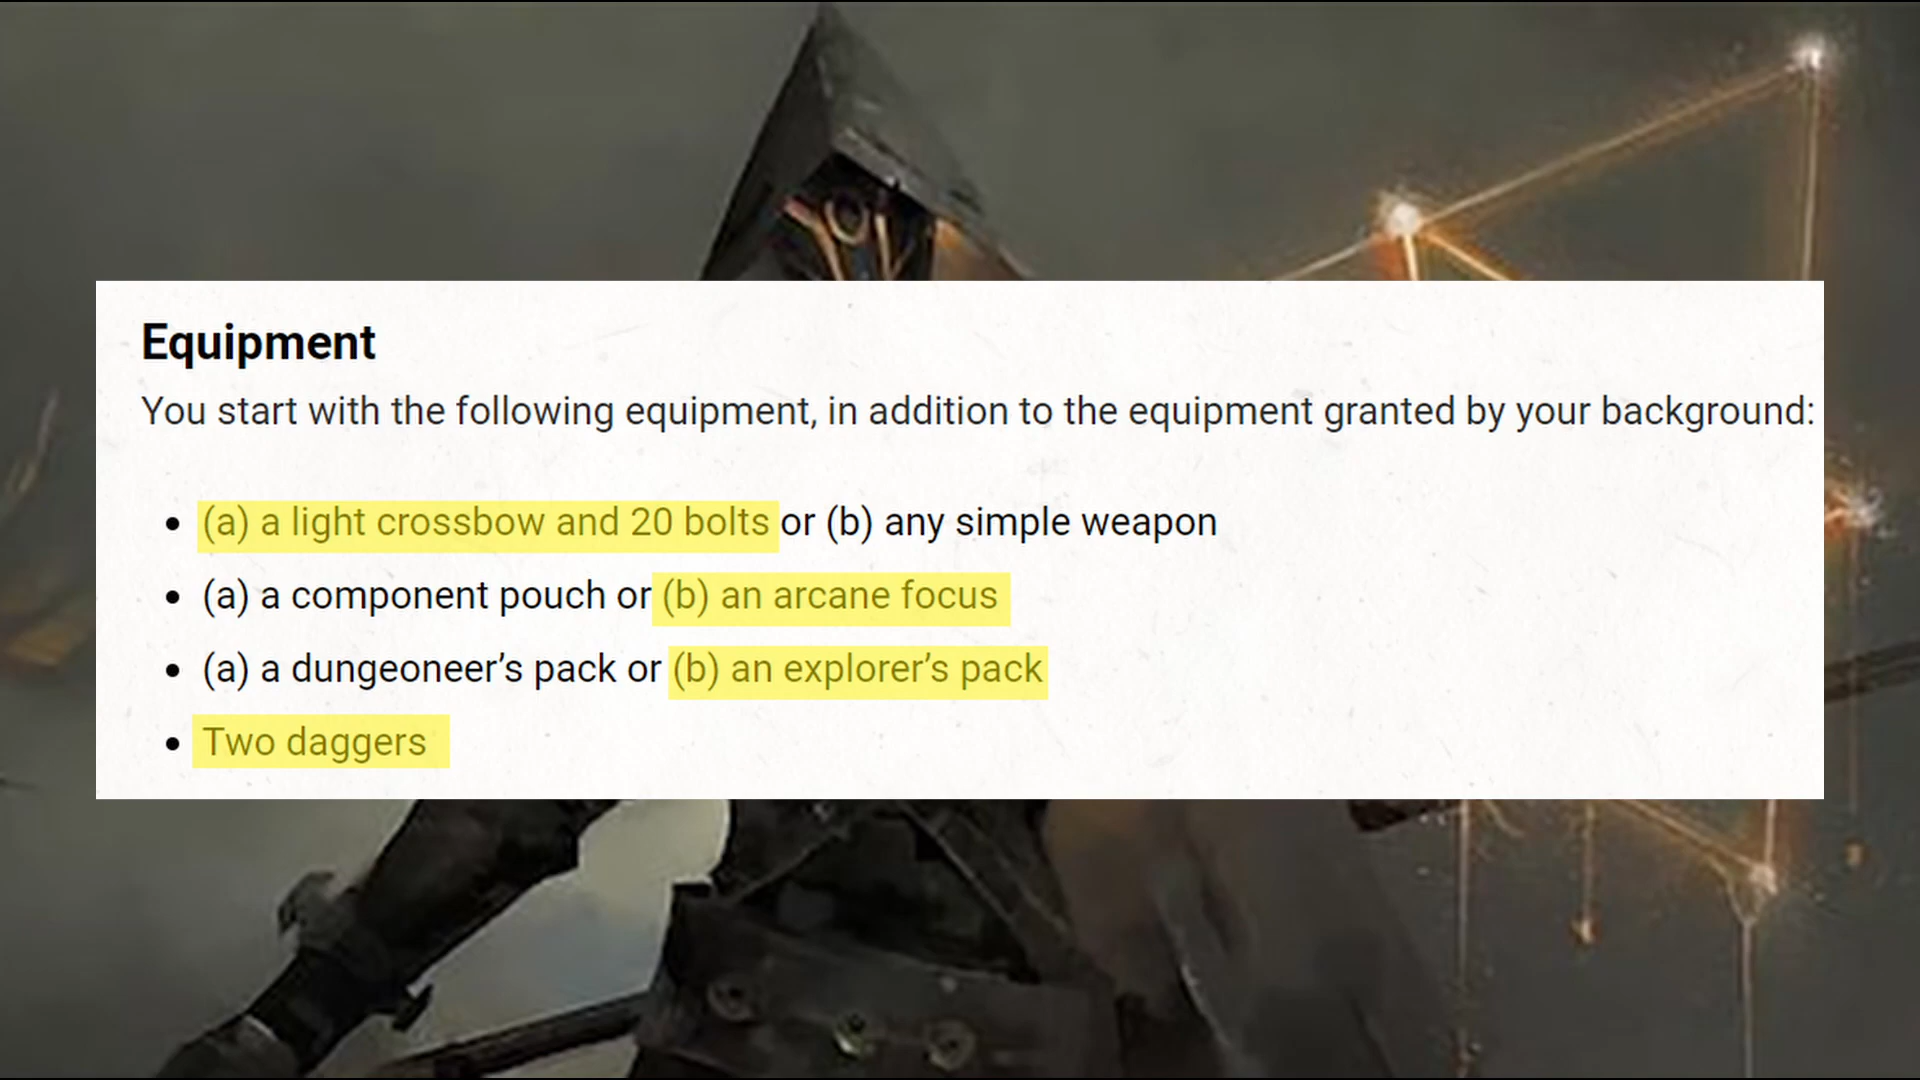 Equipment
You start with the following equipment, in addition to the equipment granted by your background:
• (a) a light crossbow and 20 bolts or (b) any simple weapon
• (a) a component pouch or (b) an arcane focus
• (a) a dungeoneer’s pack or (b) an explorer’s pack
• Two daggers